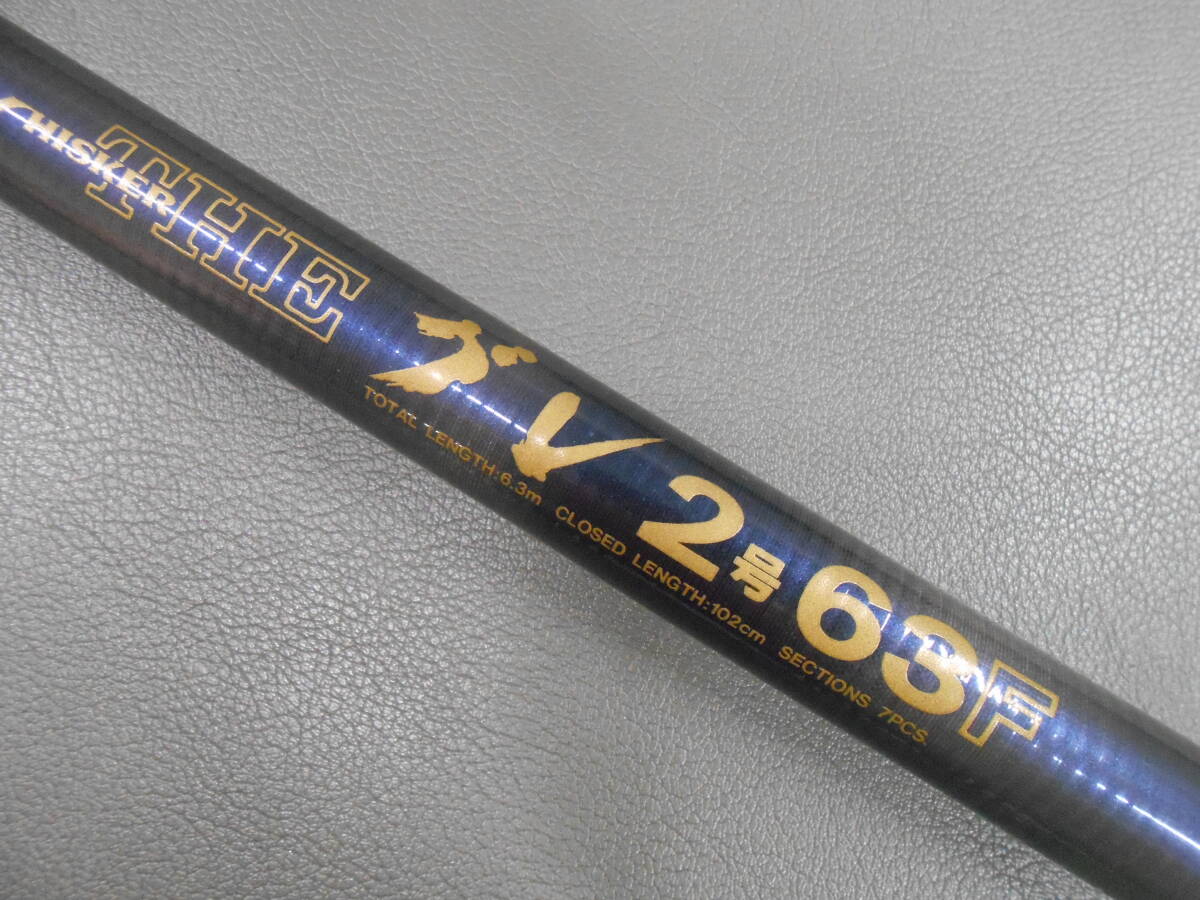 WHISKER
THE グレ 2号 63F
TOTAL LENGTH:6.3m CLOSED LENGTH:102cm SECTIONS 7PCS.